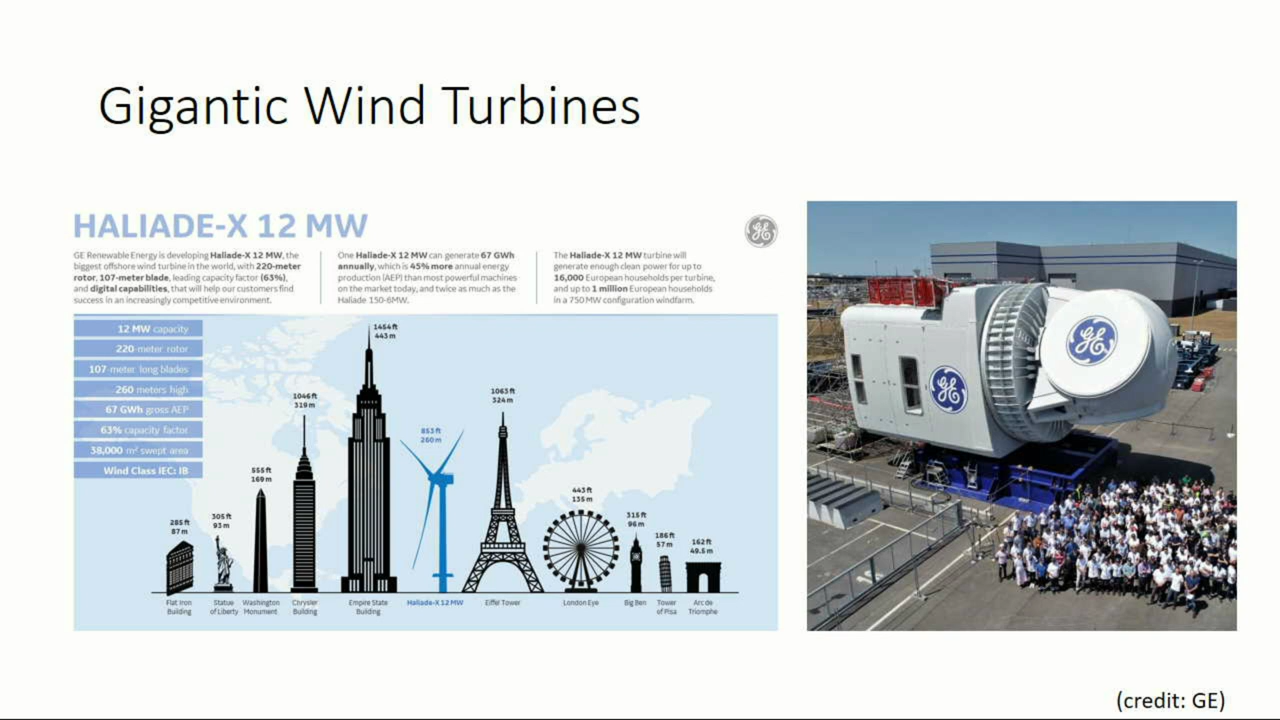 Gigantic Wind Turbines
HALIADE-X 12 MW
GE Renewable Energy is developing Haliade-X 12 MW, the
biggest offshore wind turbine in the world, with 220-meter
rotor, 107-meter blade, leading capacity factor (63%),
and digital capabilities, that will help our customers find
success in an increasingly competitive environment.
One Haliade-X 12 MW can generate 67 GWh
annually, which is 45% more annual energy
production (AEP) than most powerful machines
on the market today, and twice as much as the
Haliade 150-6MW.
The Haliade-X 12 MW turbine will
generate enough clean power for up to
16,000 European households per turbine,
and up to 1 million European households
in a 750 MW configuration windfarm.
GE
12 MW capacity
220-meter rotor
107-meter long blades
260 meters high
67 GWh gross AEP
63% capacity factor
38,000 m² swept area
Wind Class IEC: IB
285 ft
87 m
305 ft
93 m
555 ft
169 m
1046 ft
319 m
1454 ft
443 m
853 ft
260 m
1063 ft
324 m
443 ft
135 m
315 ft
96 m
186 ft
57 m
162 ft
49.5 m
Flat Iron
Building
Statue
of Liberty
Washington
Monument
Chrysler
Building
Empire State
Building
Haliade-X 12 MW
Eiffel Tower
London Eye
Big Ben
Tower
of Pisa
Arc de
Triomphe
GE
GE
(credit: GE)